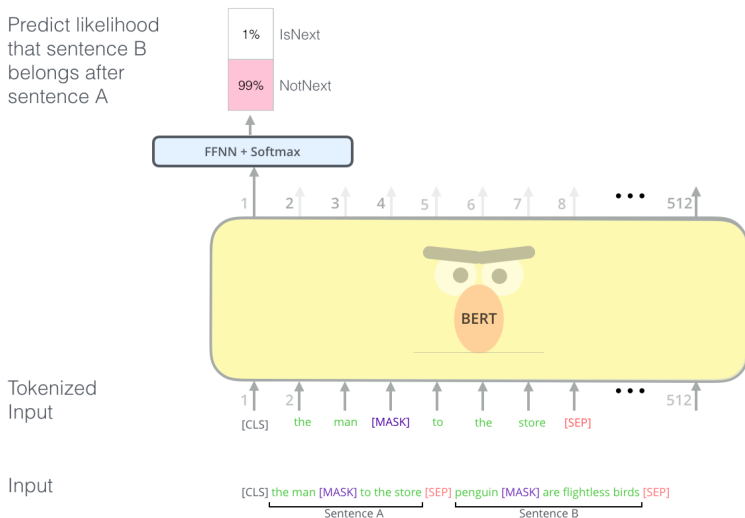 Predict likelihood
that sentence B
belongs after
sentence A
1% IsNext
99% NotNext
FFNN + Softmax
1 2 3 4 5 6 7 8 ••• 512
BERT
Tokenized
Input
1 2 ••• 512
[CLS] the man [MASK] to the store [SEP]
Input
[CLS] the man [MASK] to the store [SEP] penguin [MASK] are flightless birds [SEP]
Sentence A Sentence B